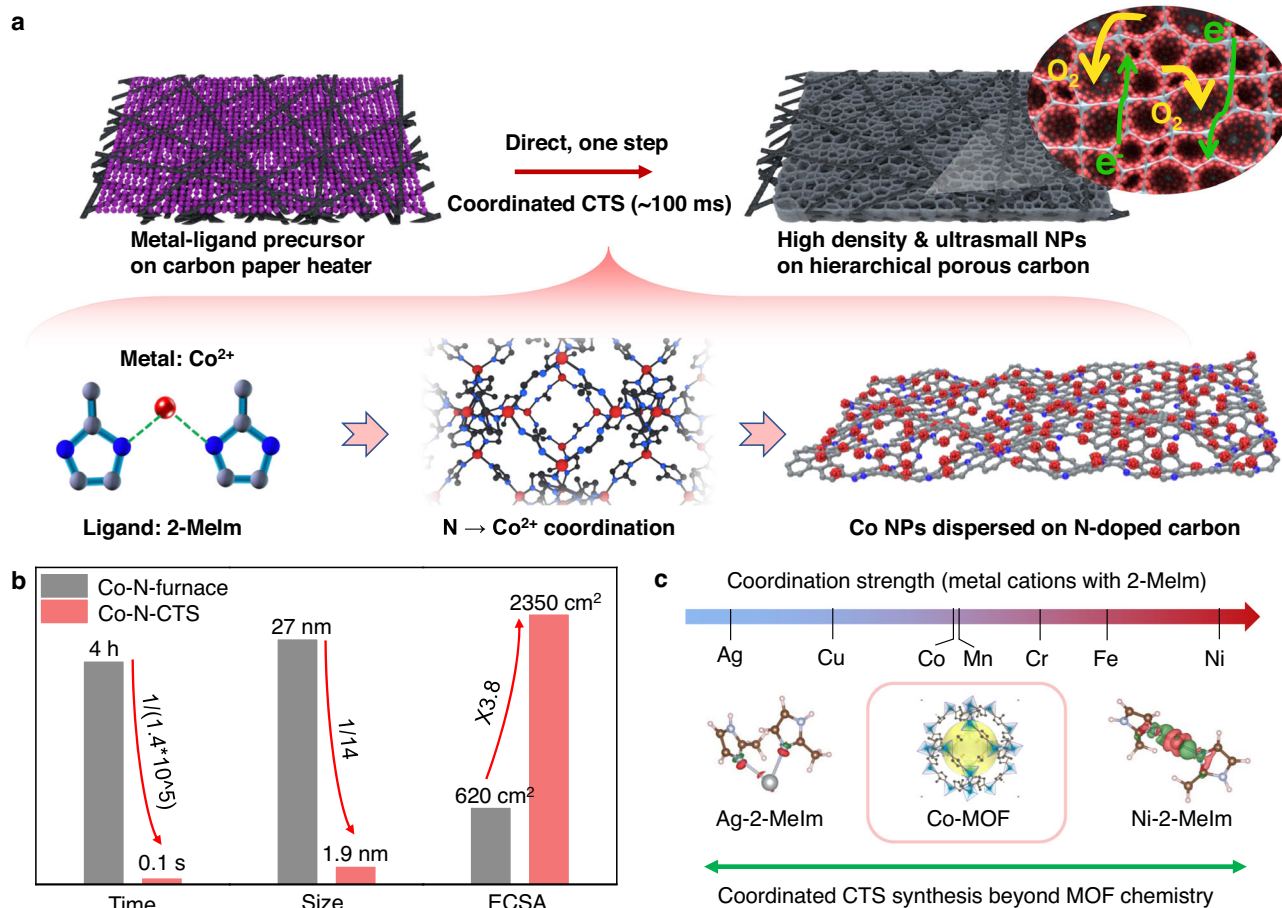 a
O₂
e⁻
O₂
e⁻
Direct, one step
Coordinated CTS (~100 ms)
Metal-ligand precursor
on carbon paper heater
High density & ultrasmall NPs
on hierarchical porous carbon
Metal: Co²⁺
Ligand: 2-MeIm
N → Co²⁺ coordination
Co NPs dispersed on N-doped carbon
b
Co-N-furnace
Co-N-CTS
4 h
1/(1.4*10^5)
0.1 s
27 nm
1/14
1.9 nm
620 cm²
X3.8
2350 cm²
Time
Size
ECSA
c
Coordination strength (metal cations with 2-MeIm)
Ag Cu Co Mn Cr Fe Ni
Ag-2-MeIm
Co-MOF
Ni-2-MeIm
Coordinated CTS synthesis beyond MOF chemistry